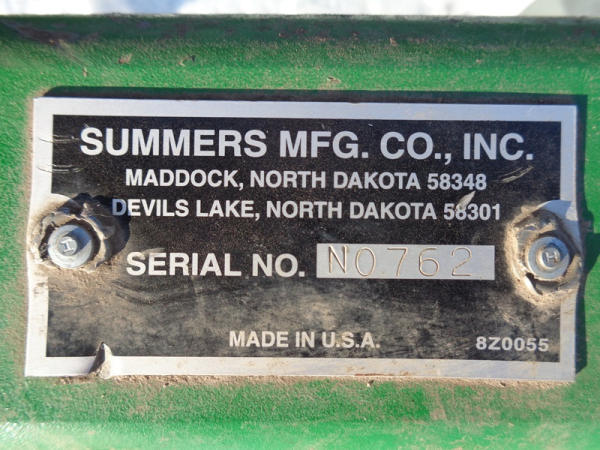 SUMMERS MFG. CO., INC.
MADDOCK, NORTH DAKOTA 58348
DEVILS LAKE, NORTH DAKOTA 58301
SERIAL NO. N0762
MADE IN U.S.A. 8Z0055
H
H